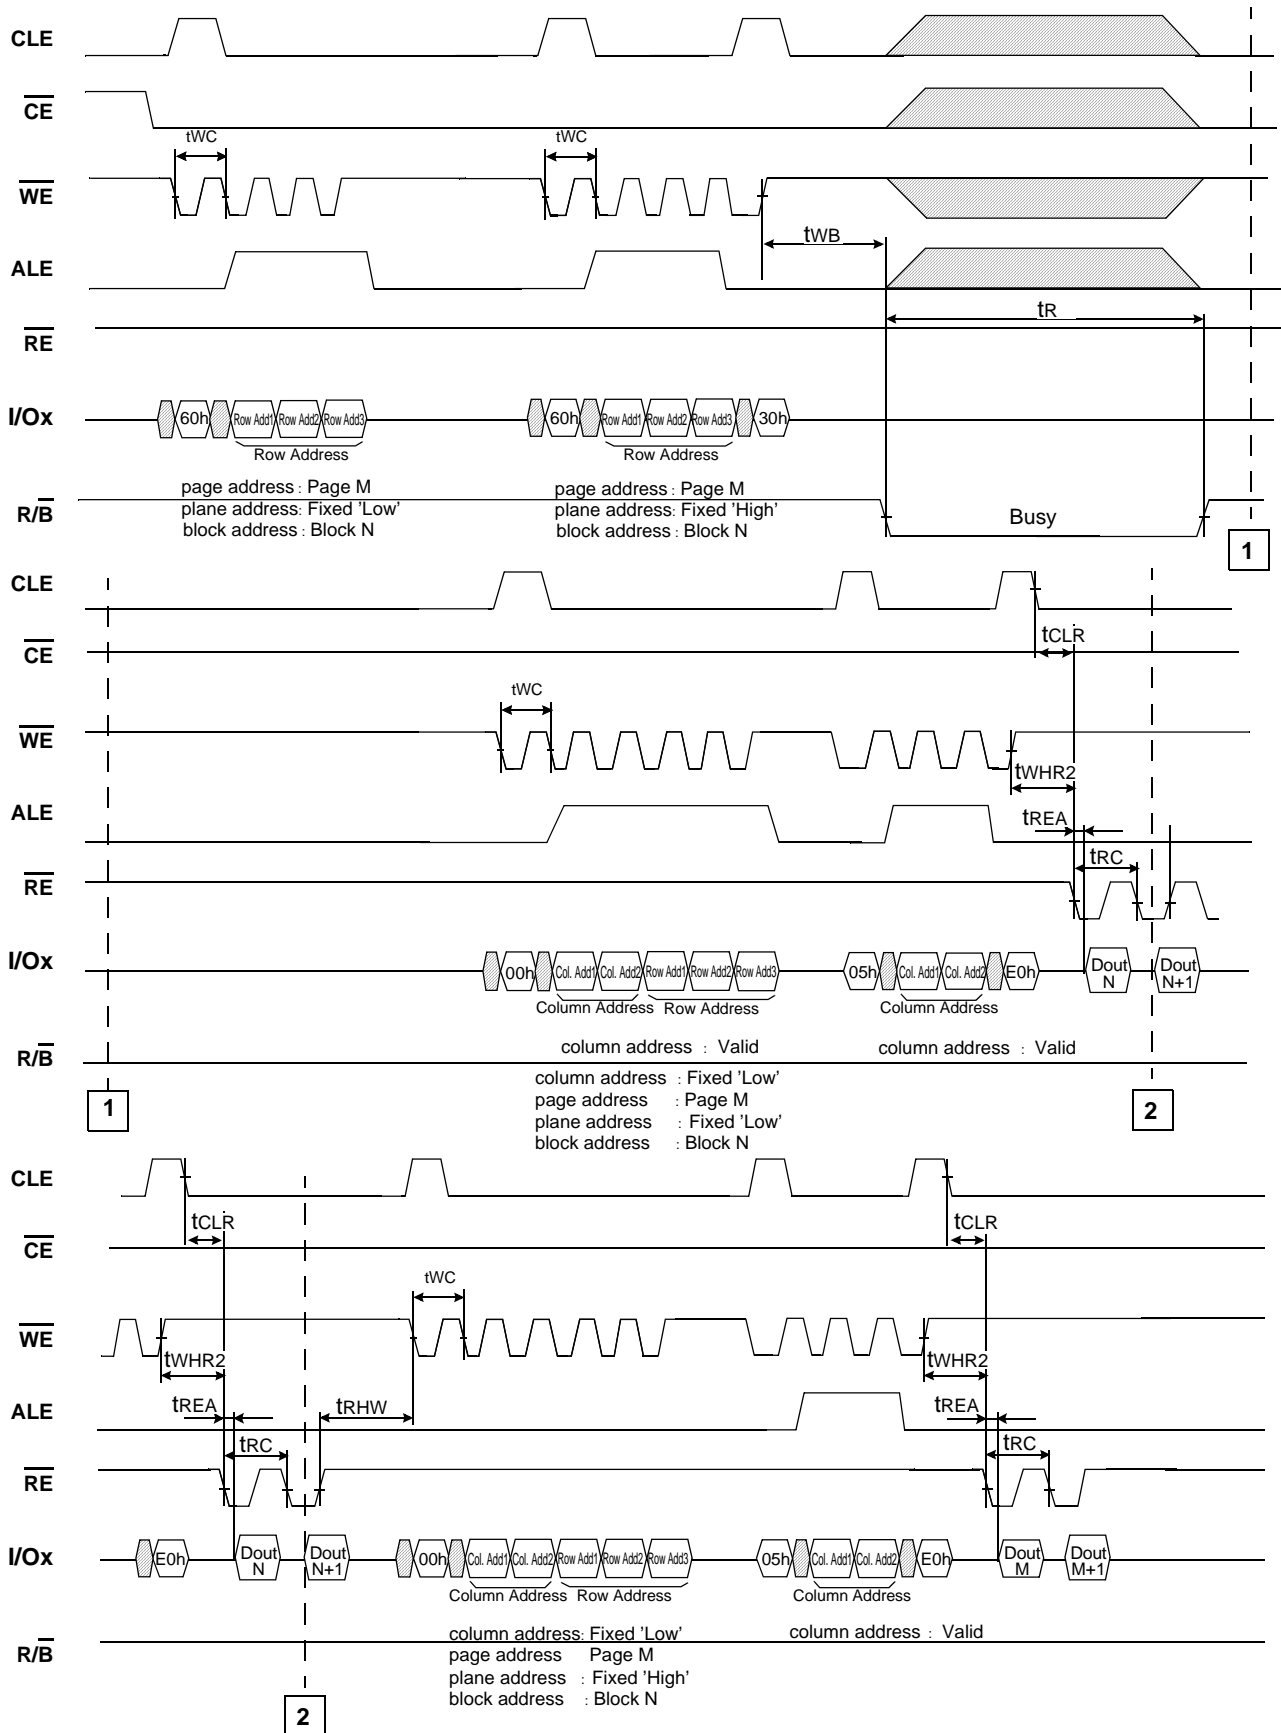 CLE
CE
tWC
tWC
WE
tWB
ALE
tR
RE
I/Ox
60h Row Add1 Row Add2 Row Add3
60h Row Add1 Row Add2 Row Add3 30h
Row Address
Row Address
page address : Page M
plane address: Fixed 'Low'
block address : Block N
page address : Page M
plane address: Fixed 'High'
block address : Block N
R/B
Busy
1
CLE
tCLR
CE
tWC
WE
tWHR2
ALE
tREA
tRC
RE
I/Ox
00h Col. Add1 Col. Add2 Row Add1 Row Add2 Row Add3
05h Col. Add1 Col. Add2 E0h
Dout N
Dout N+1
Column Address Row Address
Column Address
column address : Valid
column address : Valid
R/B
column address : Fixed 'Low'
page address : Page M
plane address : Fixed 'Low'
block address : Block N
1
2
CLE
tCLR
tCLR
CE
tWC
WE
tWHR2
tWHR2
ALE
tREA
tRHW
tREA
tRC
tRC
RE
I/Ox
E0h
Dout N
Dout N+1
00h Col. Add1 Col. Add2 Row Add1 Row Add2 Row Add3
05h Col. Add1 Col. Add2 E0h
Dout M
Dout M+1
Column Address Row Address
Column Address
column address: Fixed 'Low'
page address Page M
plane address : Fixed 'High'
block address : Block N
column address : Valid
R/B
2